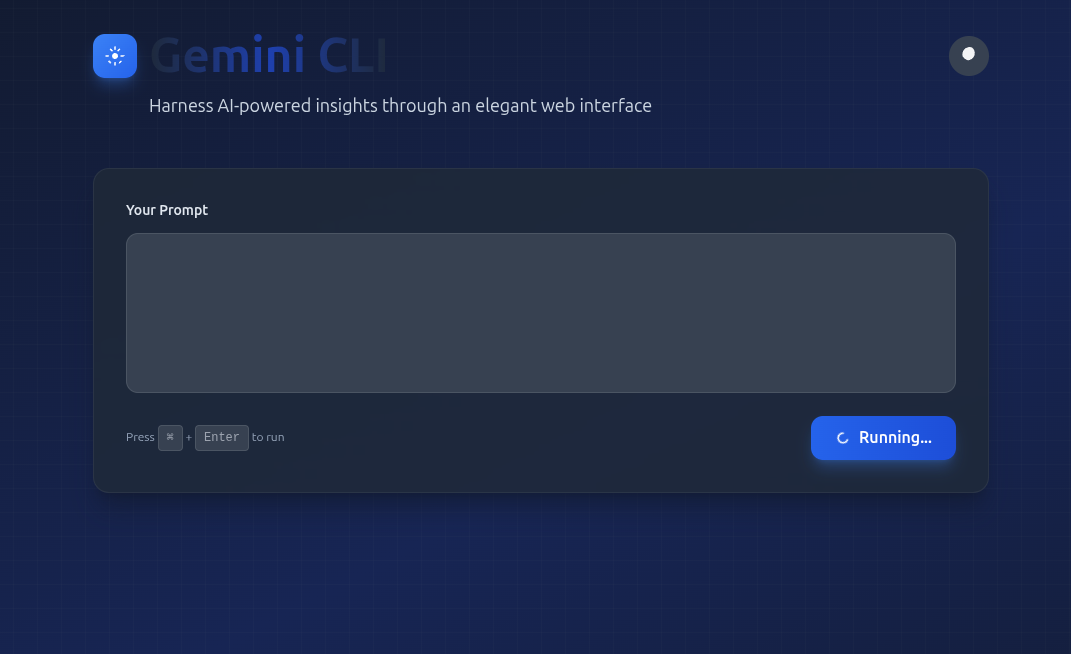 Gemini CLI
Harness AI-powered insights through an elegant web interface
Your Prompt
Press ⌘ + Enter to run
Running...